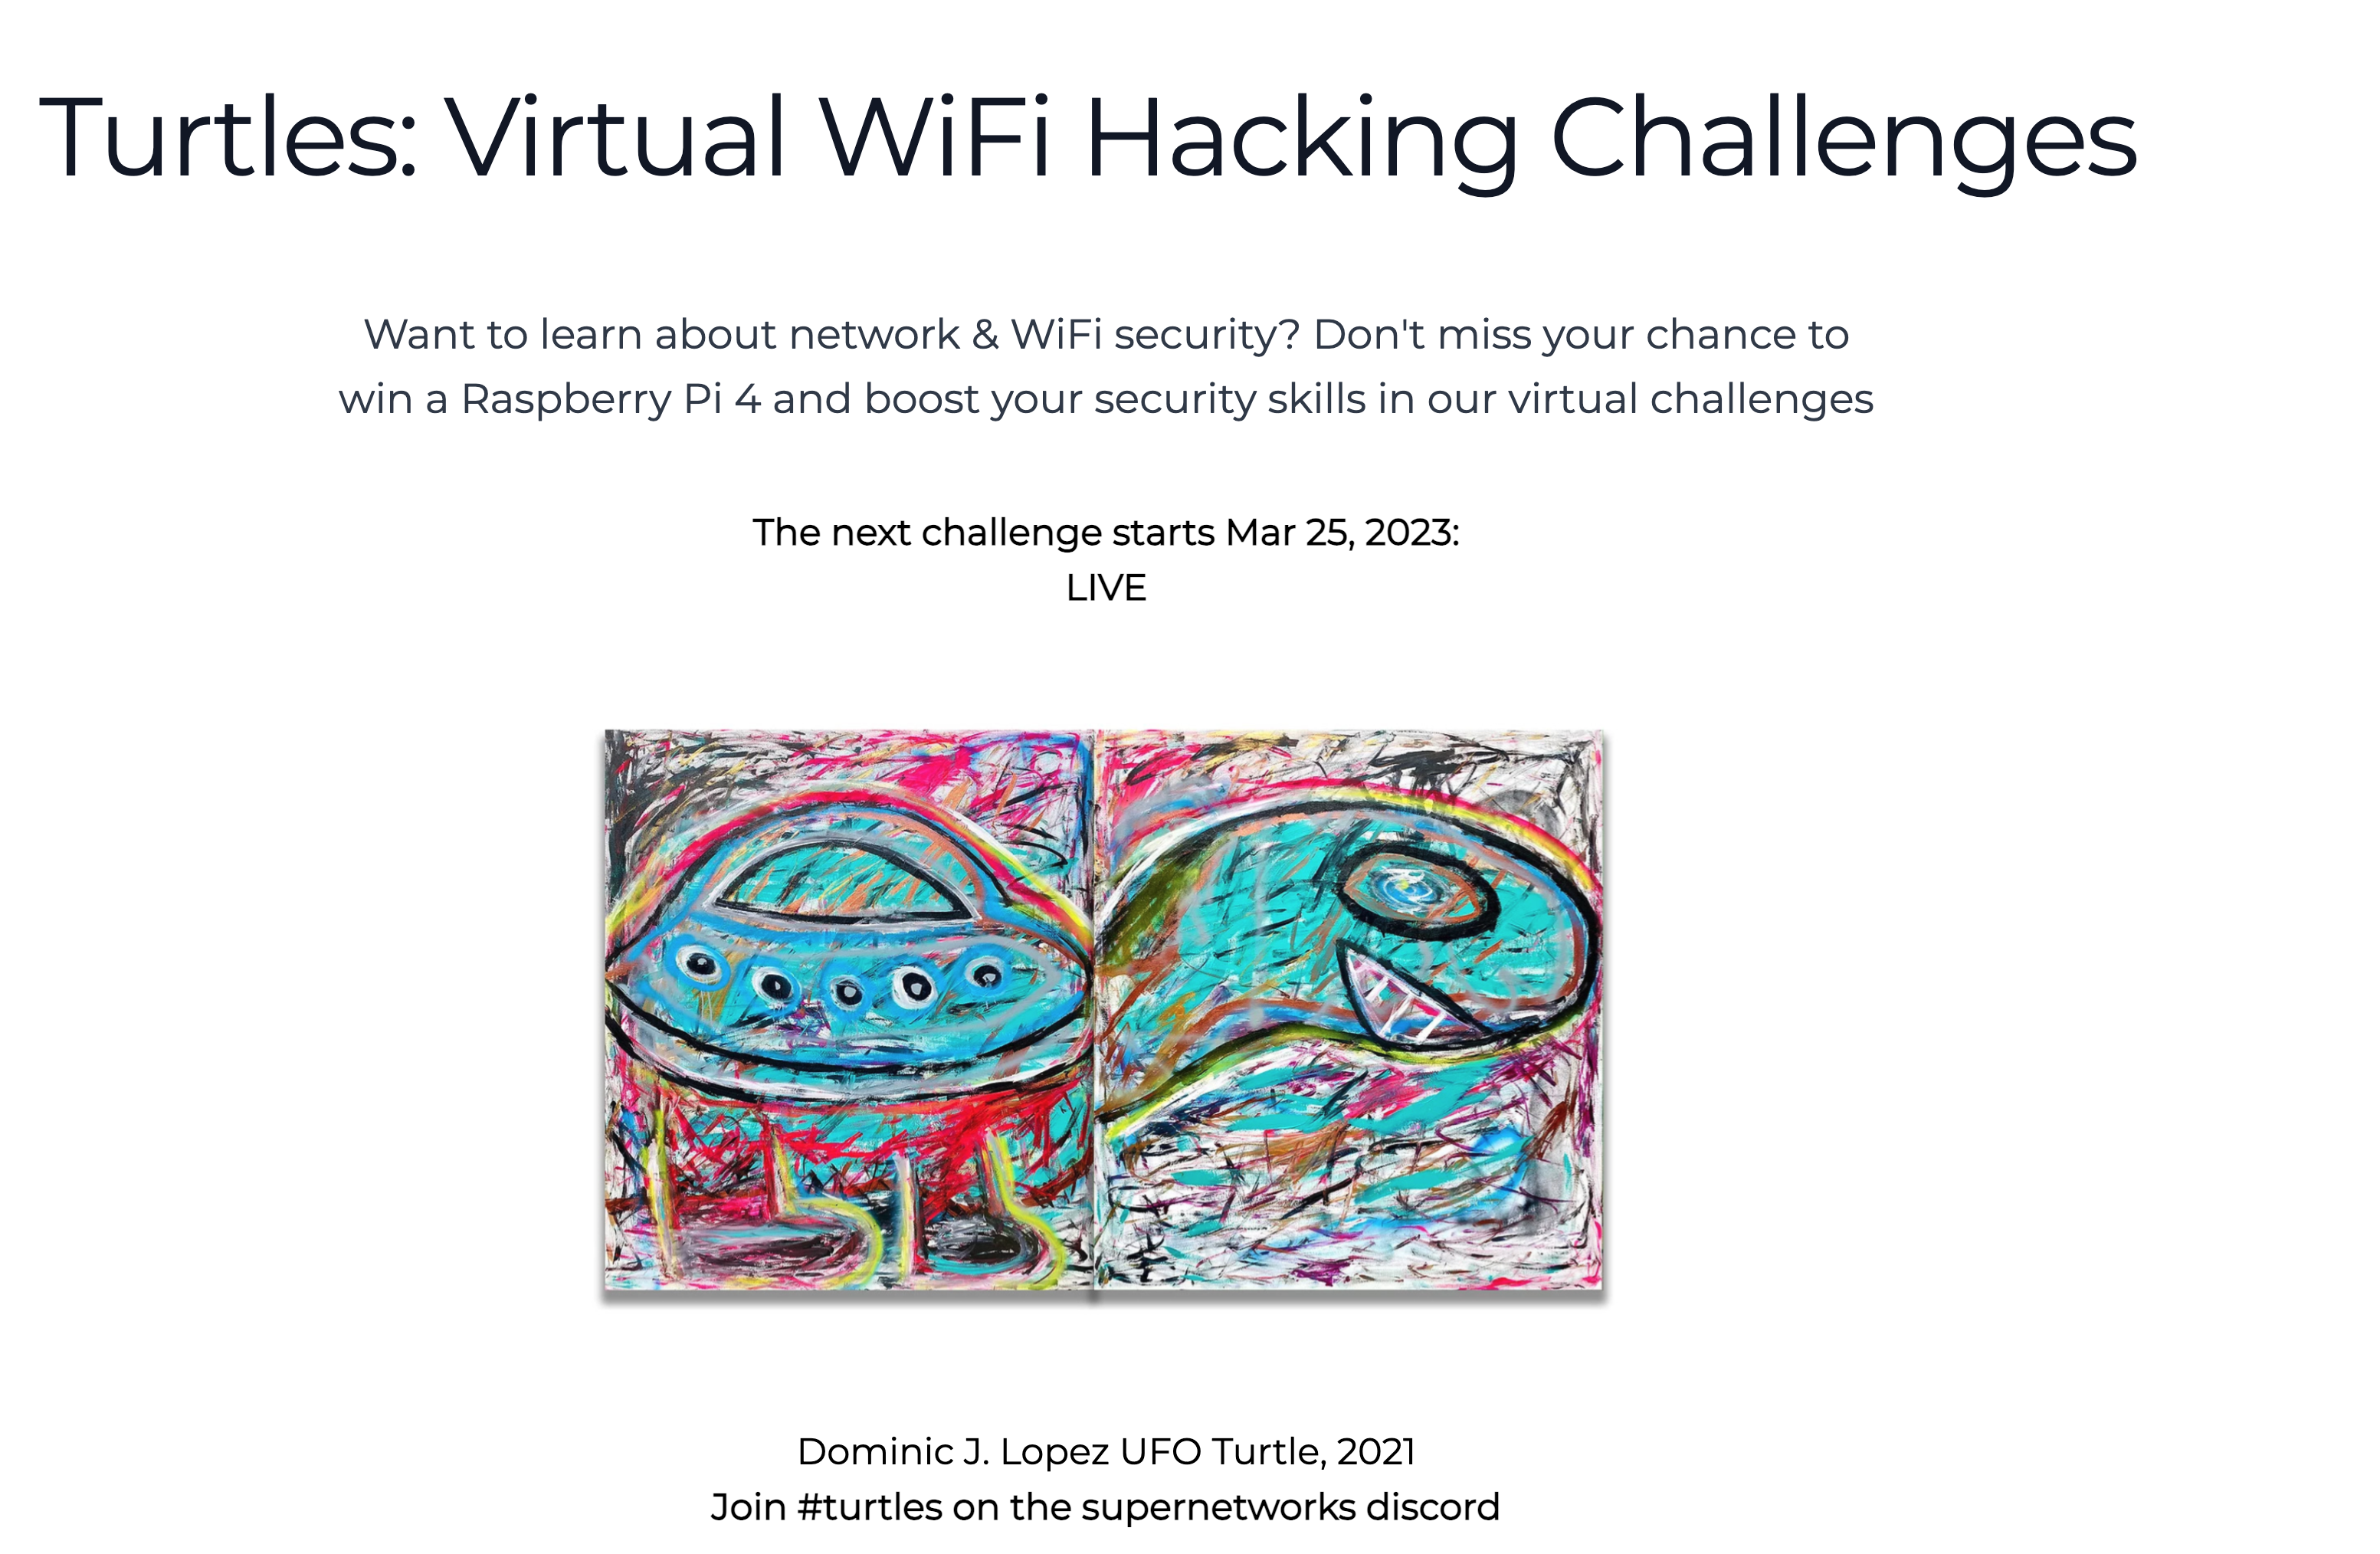 Turtles: Virtual WiFi Hacking Challenges
Want to learn about network & WiFi security? Don't miss your chance to
win a Raspberry Pi 4 and boost your security skills in our virtual challenges
The next challenge starts Mar 25, 2023:
LIVE
Dominic J. Lopez UFO Turtle, 2021
Join #turtles on the supernetworks discord